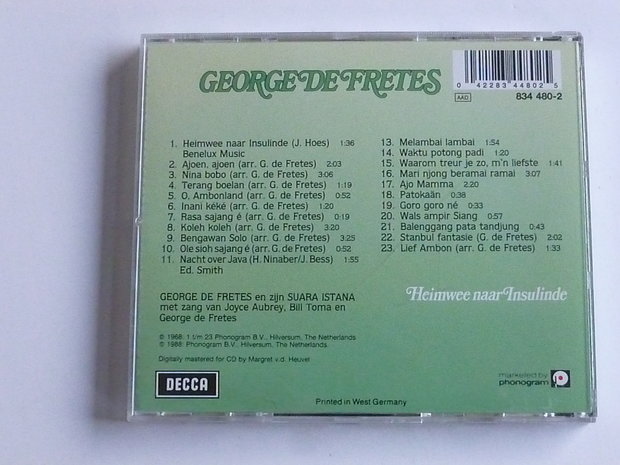 GEORGE DE FRETES
0 42283 44802 5
AAD
834 480-2
1. Heimwee naar Insulinde (J. Hoes) 1:36
Benelux Music
2. Ajoen, ajoen (arr. G. de Fretes) 2:03
3. Nina bobo (arr. G. de Fretes) 3:06
4. Terang boelan (arr. G. de Fretes) 1:19
5. O, Ambonland (arr. G. de Fretes) 0:52
6. Inani kéké (arr. G. de Fretes) 1:20
7. Rasa sajang é (arr. G. de Fretes) 0:19
8. Koleh koleh (arr. G. de Fretes) 3:20
9. Bengawan Solo (arr. G. de Fretes) 3:25
10. Ole sioh sajang é (arr. G. de Fretes) 0:52
11. Nacht over Java (H. Ninaber/J. Bess) 1:55
Ed. Smith
13. Melambai lambai 1:54
14. Waktu potong padi 1:20
15. Waarom treur je zo, m'n liefste 1:41
16. Mari njong beramai ramai 3:07
17. Ajo Mamma 2:20
18. Patokaän 0:38
19. Goro goro né 0:33
20. Wals ampir Siang 0:57
21. Balenggang pata tandjung 0:43
22. Stanbul fantasie (G. de Fretes) 2:02
23. Lief Ambon (arr. G. de Fretes) 1:33
GEORGE DE FRETES en zijn SUARA ISTANA
met zang van Joyce Aubrey, Bill Toma en
George de Fretes
Heimwee naar Insulinde
℗ 1968: 1 t/m 23 Phonogram B.V., Hilversum, The Netherlands
© 1988: Phonogram B.V., Hilversum, The Netherlands.
Digitally mastered for CD by Margret v.d. Heuvel
DECCA
marketed by
phonogram
Printed in West Germany